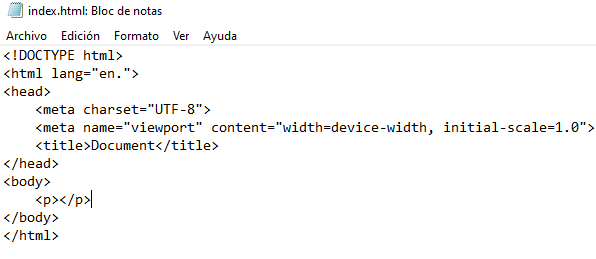 index.html: Bloc de notas
Archivo Edición Formato Ver Ayuda
<!DOCTYPE html>
<html lang="en.">
<head>
    <meta charset="UTF-8">
    <meta name="viewport" content="width=device-width, initial-scale=1.0">
    <title>Document</title>
</head>
<body>
    <p></p>
</body>
</html>